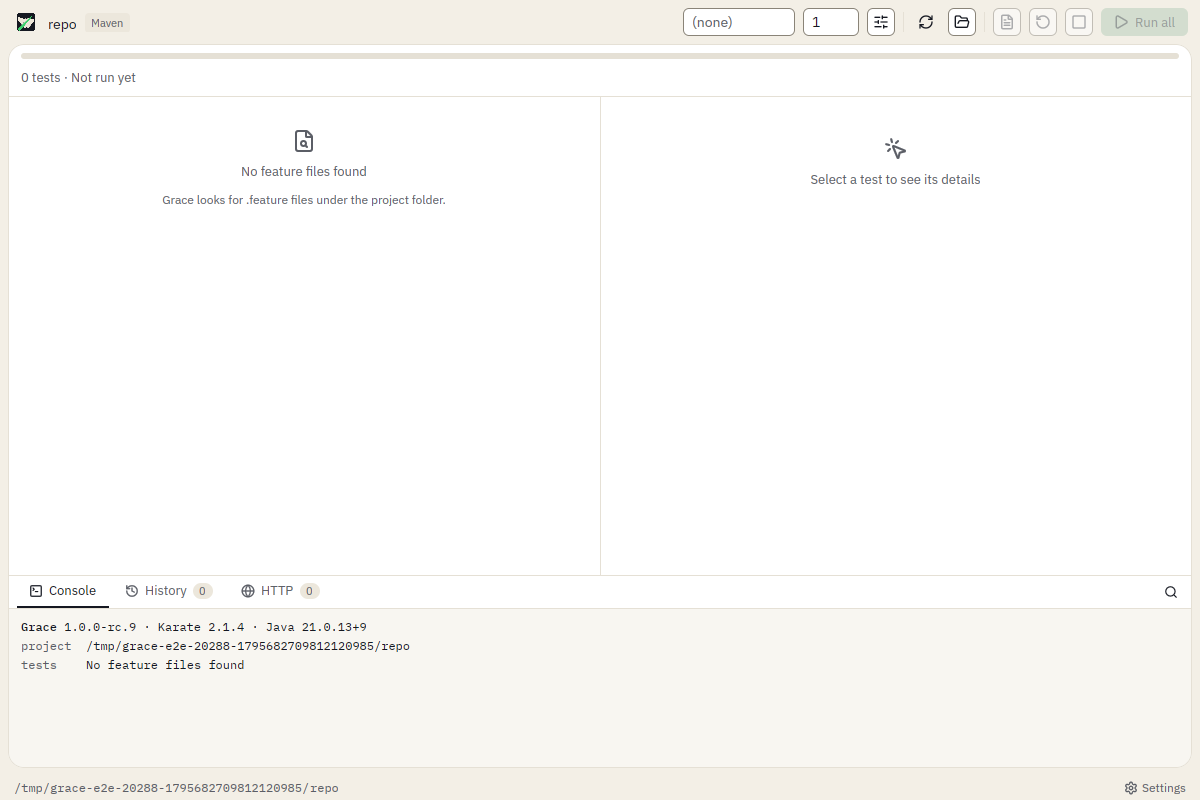 repo Maven (none) 1 Run all
0 tests · Not run yet
No feature files found
Grace looks for .feature files under the project folder.
Select a test to see its details
Console History 0 HTTP 0
Grace 1.0.0-rc.9 · Karate 2.1.4 · Java 21.0.13+9
project /tmp/grace-e2e-20288-1795682709812120985/repo
tests No feature files found
/tmp/grace-e2e-20288-1795682709812120985/repo Settings